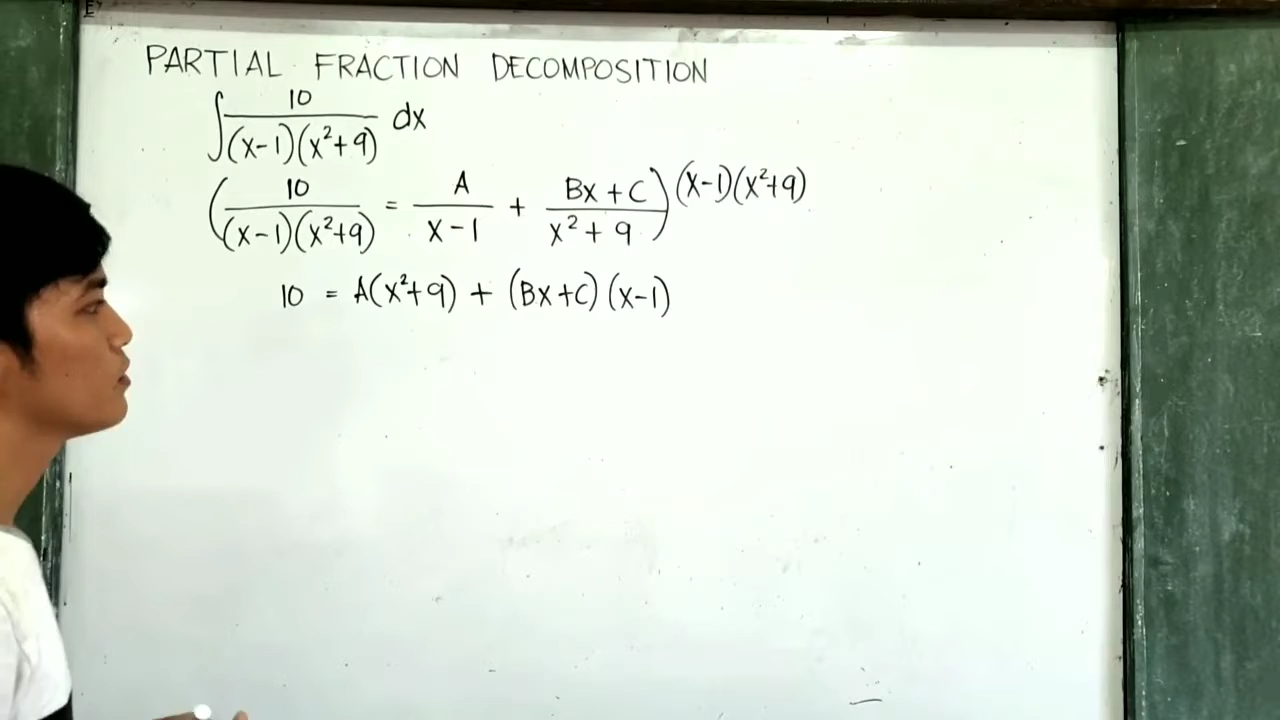 PARTIAL FRACTION DECOMPOSITION
∫ 10/((x-1)(x²+9)) dx
(10/((x-1)(x²+9)) = A/(x-1) + (Bx+C)/(x²+9)) (x-1)(x²+9)
10 = A(x²+9) + (Bx+C)(x-1)